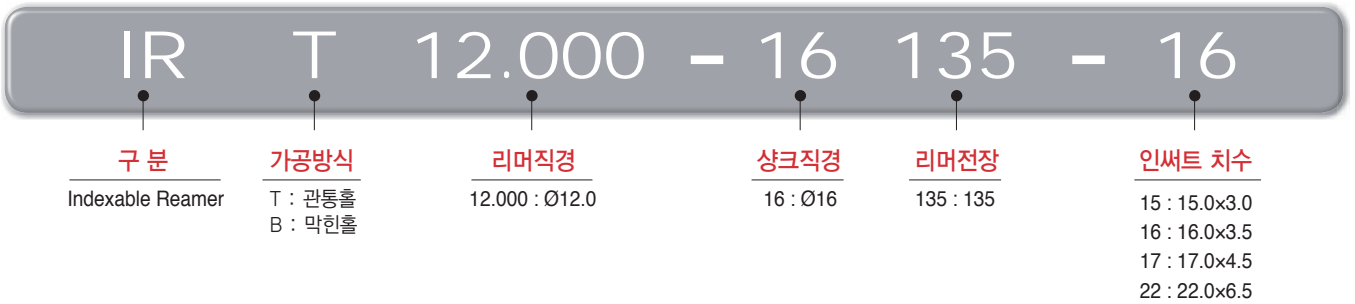 IR T 12.000 - 16 135 - 16
구 분 가공방식 리머직경 샹크직경 리머전장 인써트 치수
Indexable Reamer T : 관통홀 12.000 : Ø12.0 16 : Ø16 135 : 135 15 : 15.0×3.0
B : 막힌홀 16 : 16.0×3.5
17 : 17.0×4.5
22 : 22.0×6.5